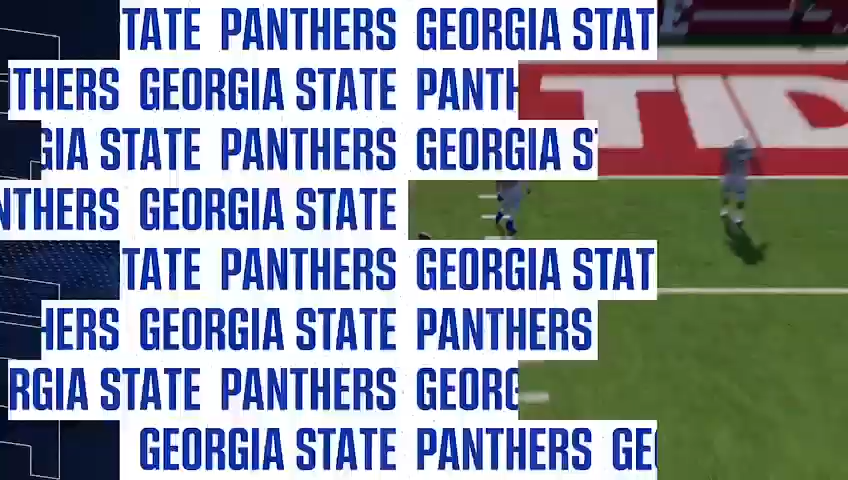 TATE PANTHERS GEORGIA STAT
THERS GEORGIA STATE PANTH
TID
GIA STATE PANTHERS GEORGIA S
NTHERS GEORGIA STATE
TATE PANTHERS GEORGIA STAT
HERS GEORGIA STATE PANTHERS
RGIA STATE PANTHERS GEORG
GEORGIA STATE PANTHERS GE